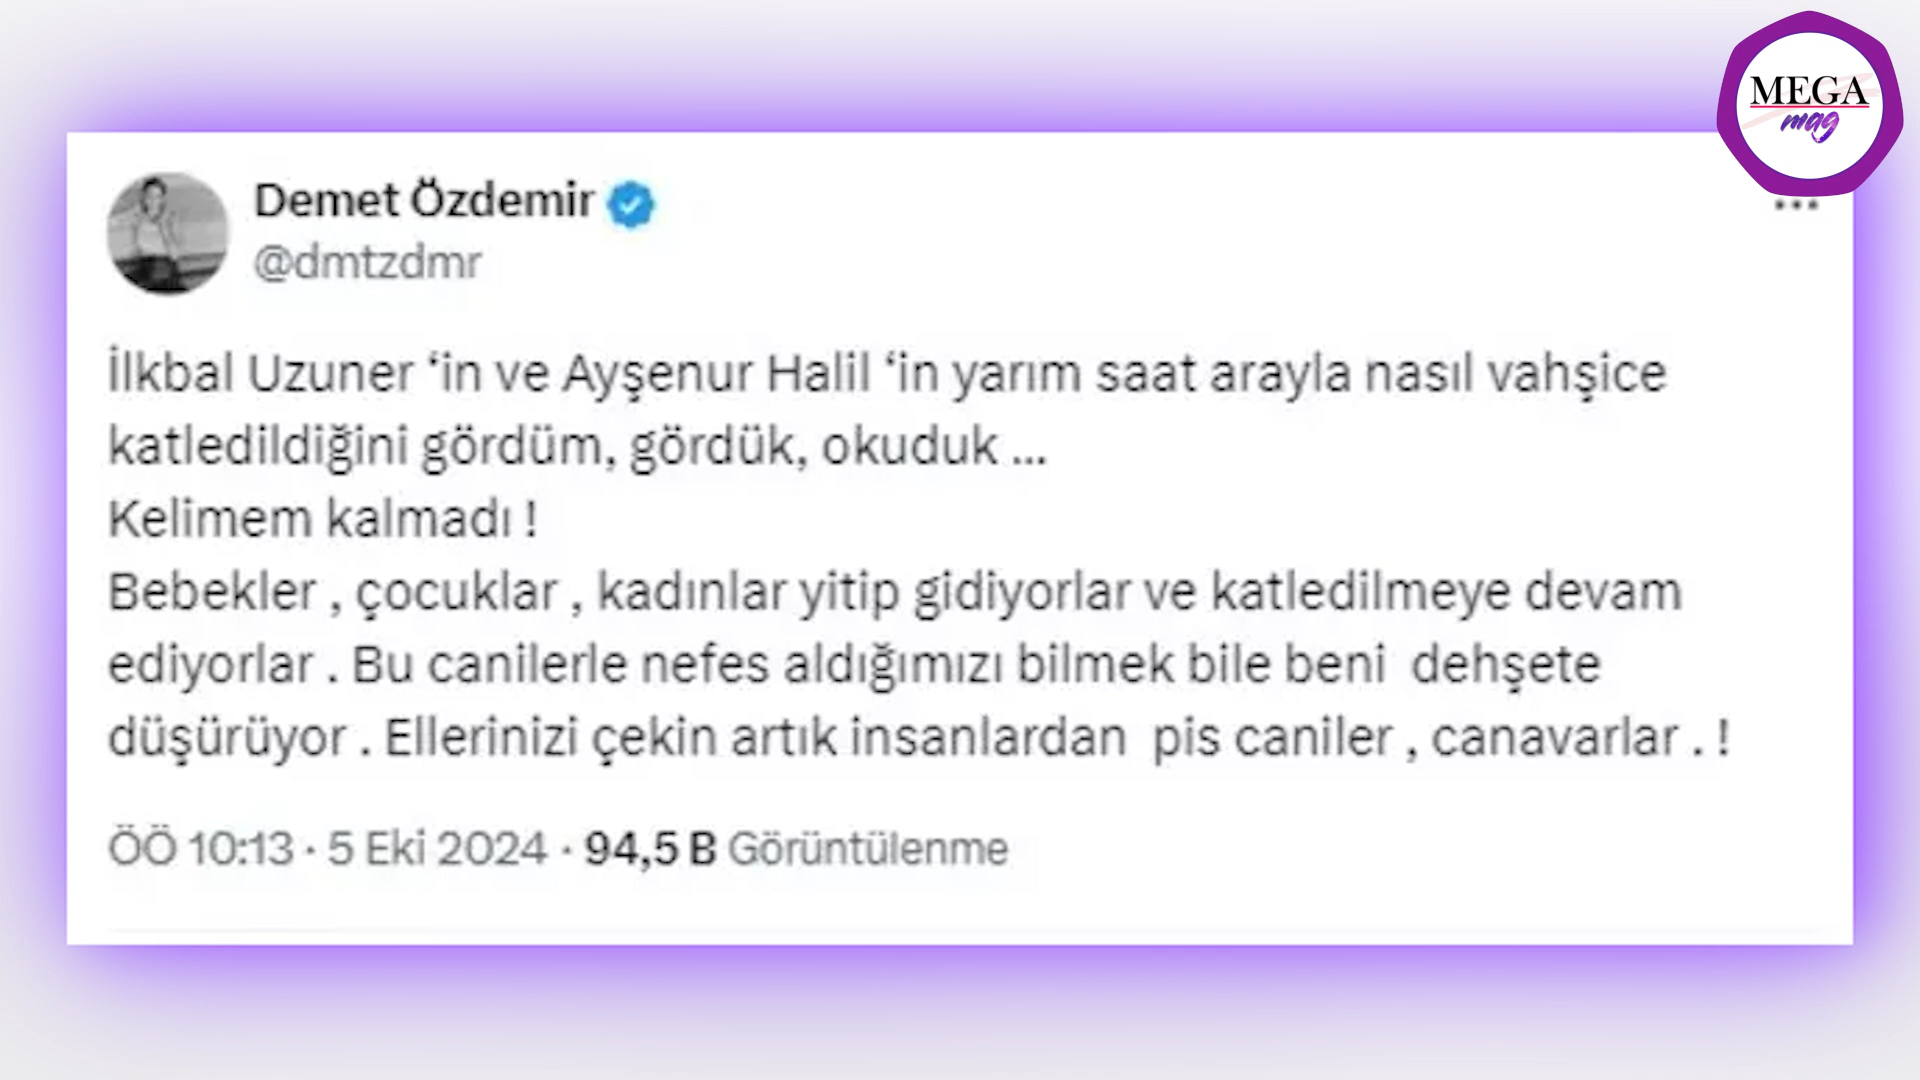 MEGA
mag
Demet Özdemir
@dmtzdmr
İlkbal Uzuner ‘in ve Ayşenur Halil ‘in yarım saat arayla nasıl vahşice
katledildiğini gördüm, gördük, okuduk ...
Kelimem kalmadı !
Bebekler , çocuklar , kadınlar yitip gidiyorlar ve katledilmeye devam
ediyorlar . Bu canilerle nefes aldığımızı bilmek bile beni  dehşete
düşürüyor . Ellerinizi çekin artık insanlardan  pis caniler , canavarlar . !
ÖÖ 10:13 · 5 Eki 2024 · 94,5 B Görüntülenme